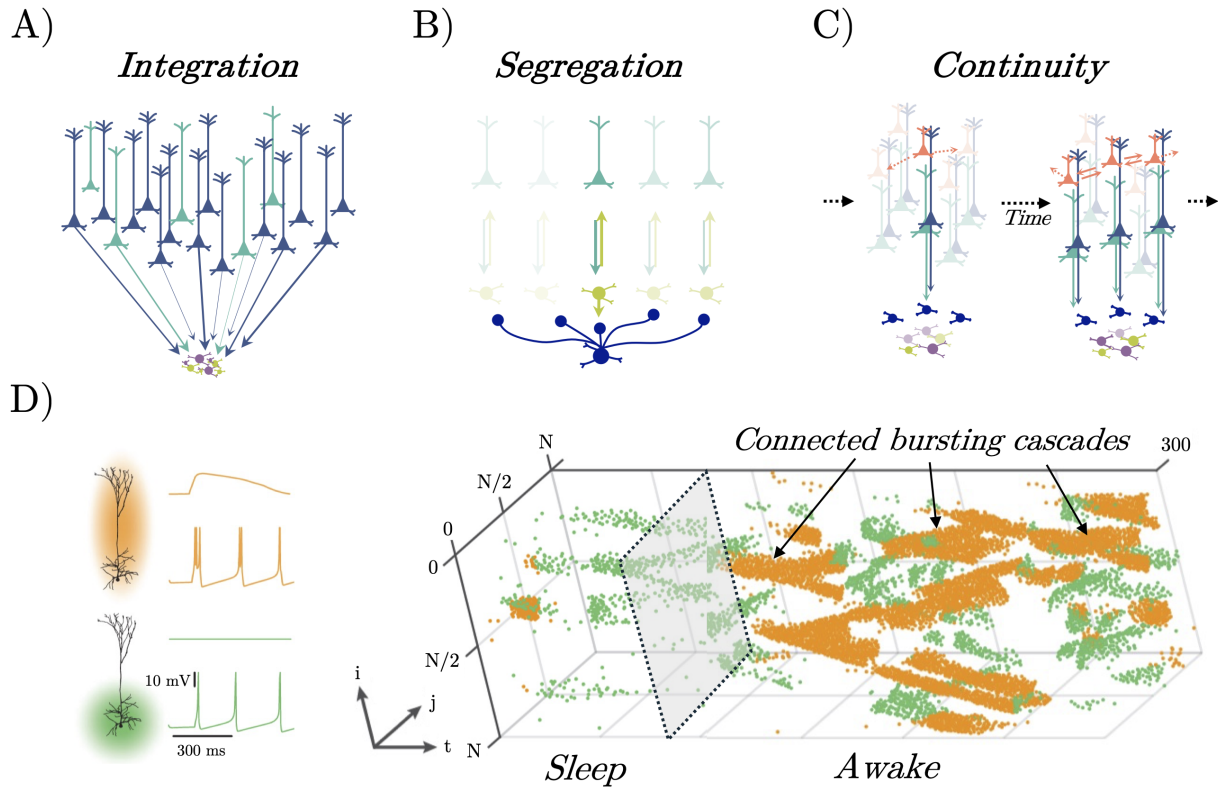 A)
Integration
B)
Segregation
C)
Continuity
Time
D)
10 mV
300 ms
Connected bursting cascades
N
N/2
0
0
N/2
N
300
i
j
t
Sleep
Awake